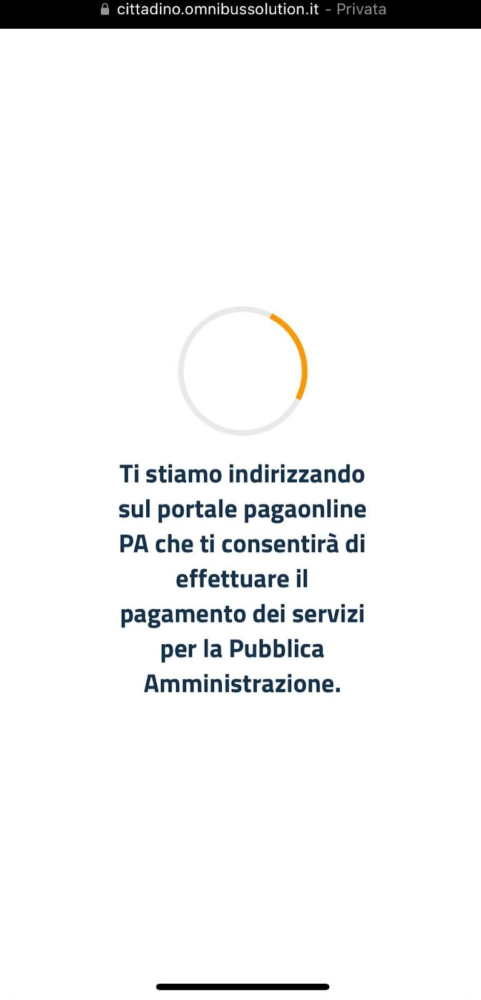 cittadino.omnibussolution.it - Privata
Ti stiamo indirizzando
sul portale pagaonline
PA che ti consentirà di
effettuare il
pagamento dei servizi
per la Pubblica
Amministrazione.